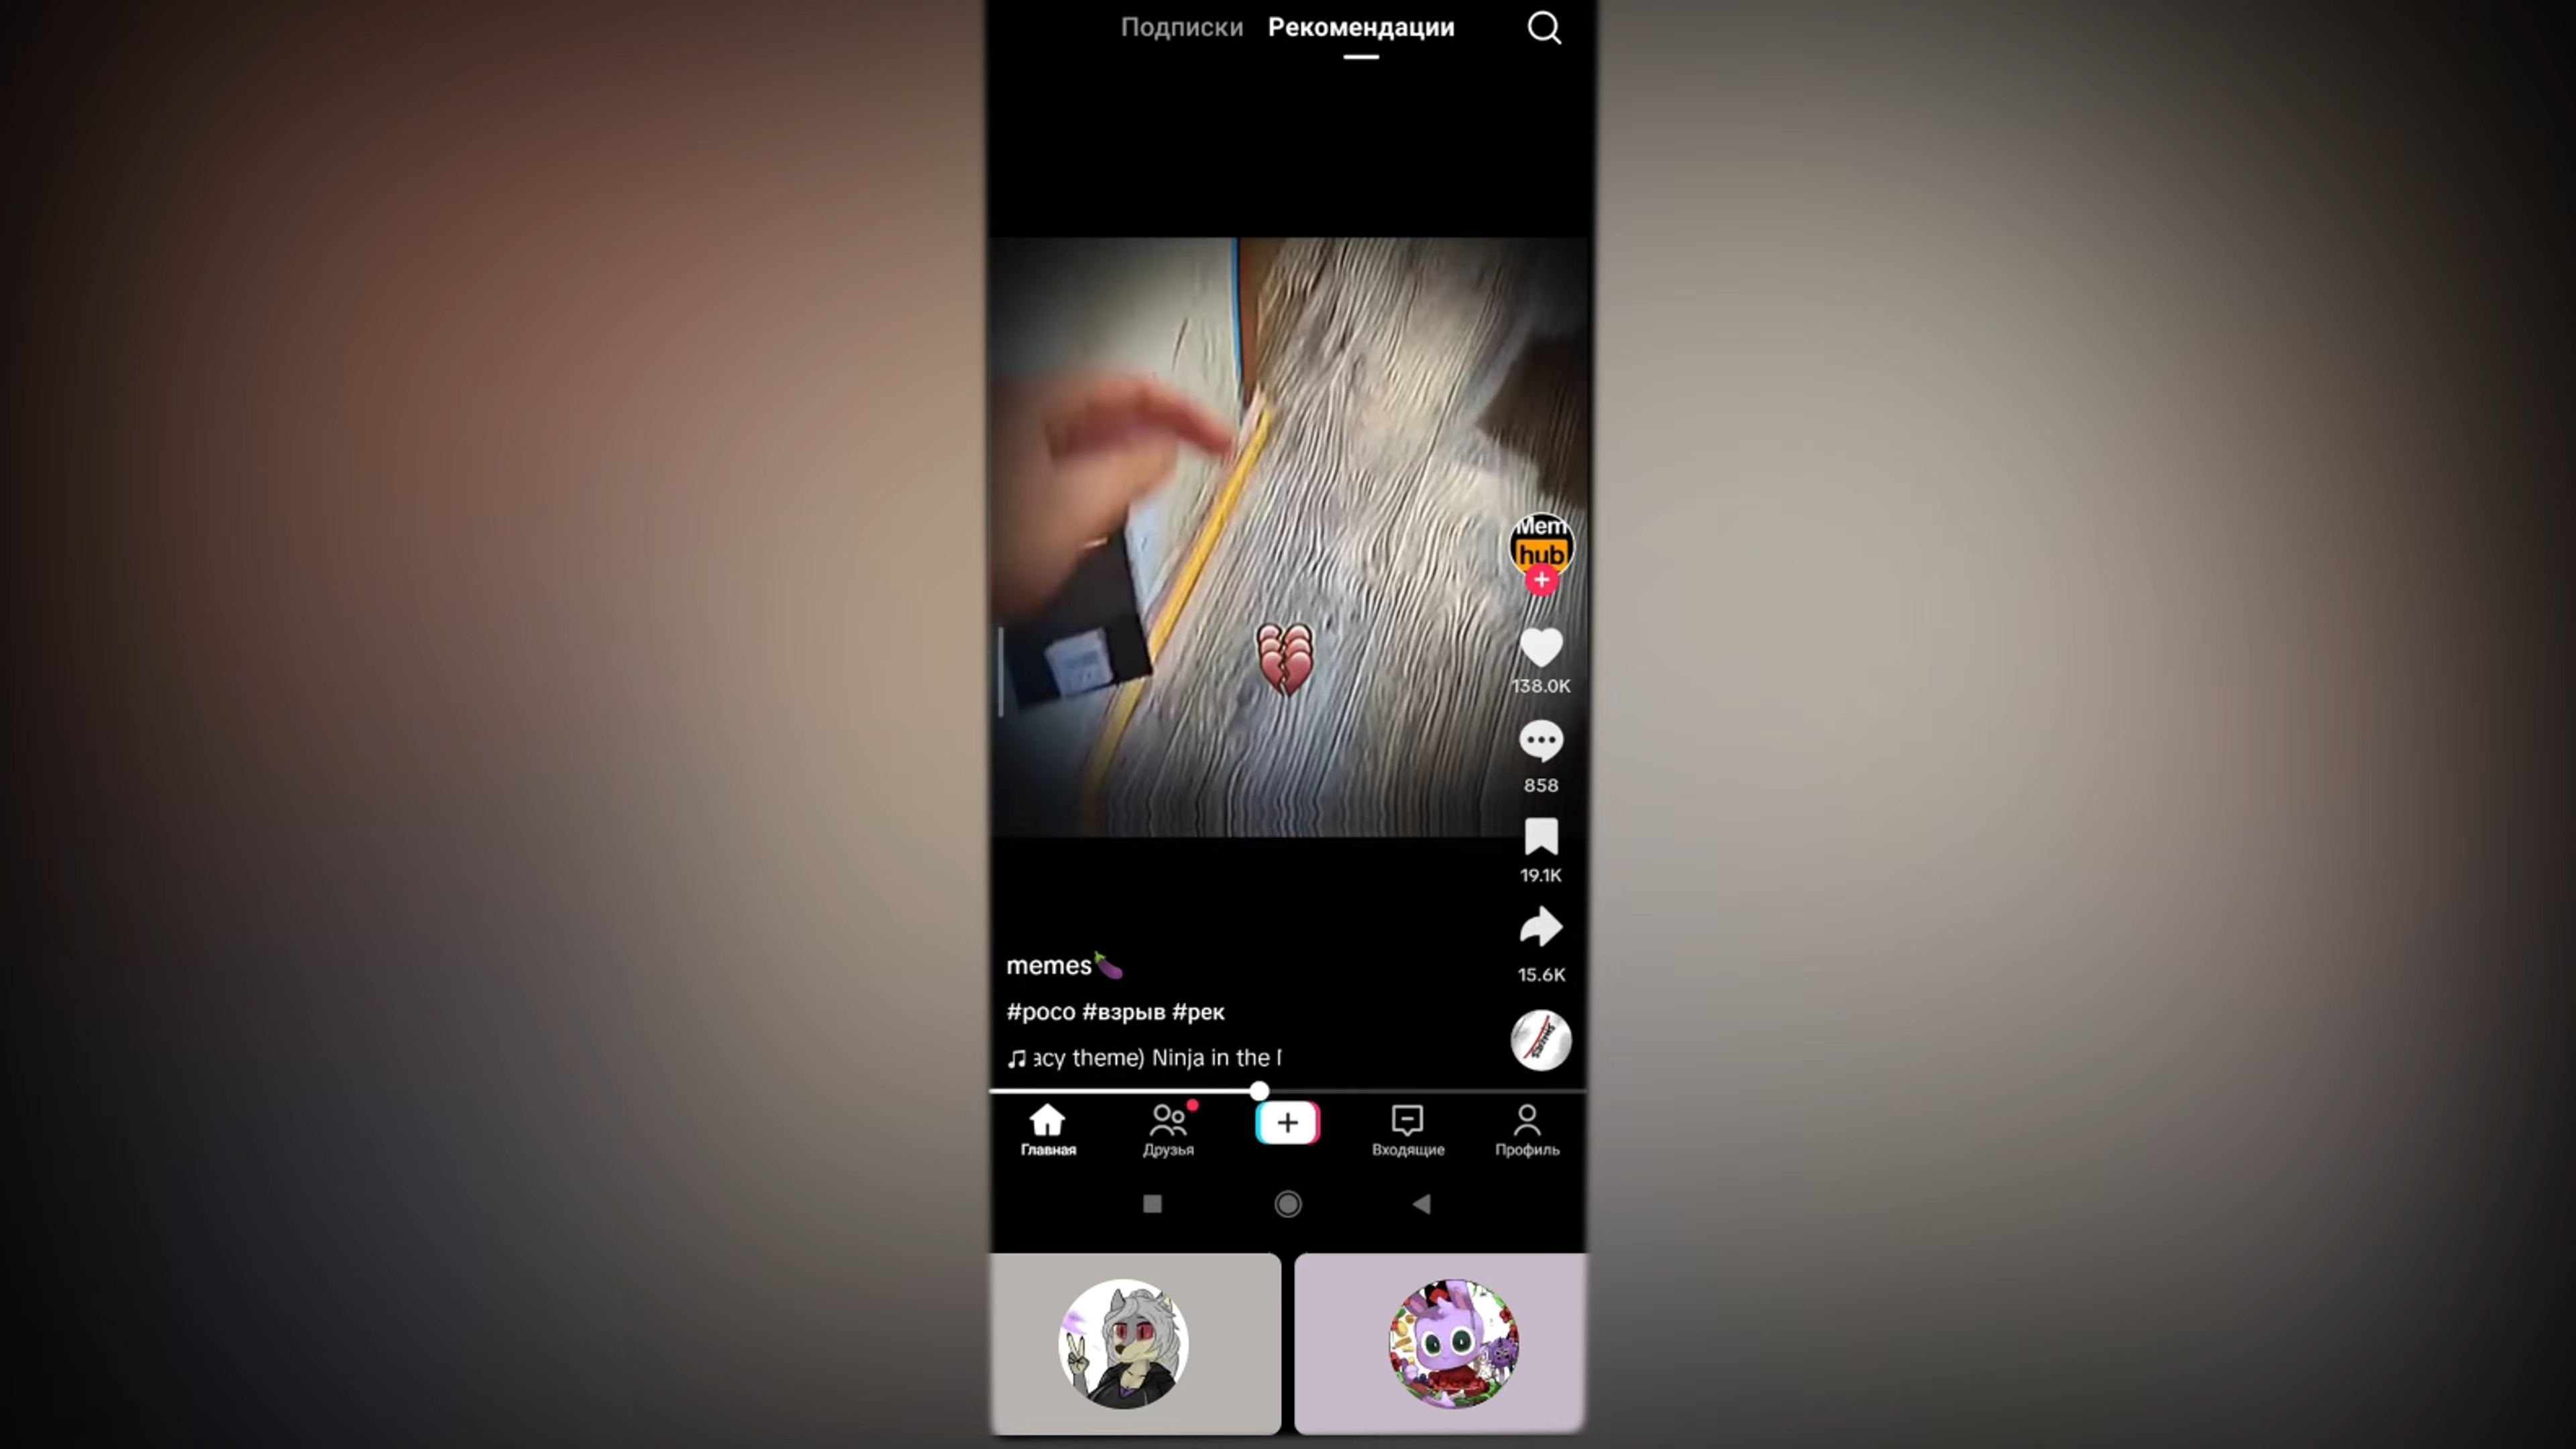 Подписки Рекомендации
Mem
hub
138.0K
858
19.1K
15.6K
memes🍆
#poco #взрыв #рек
acy theme) Ninja in the
Главная Друзья Входящие Профиль